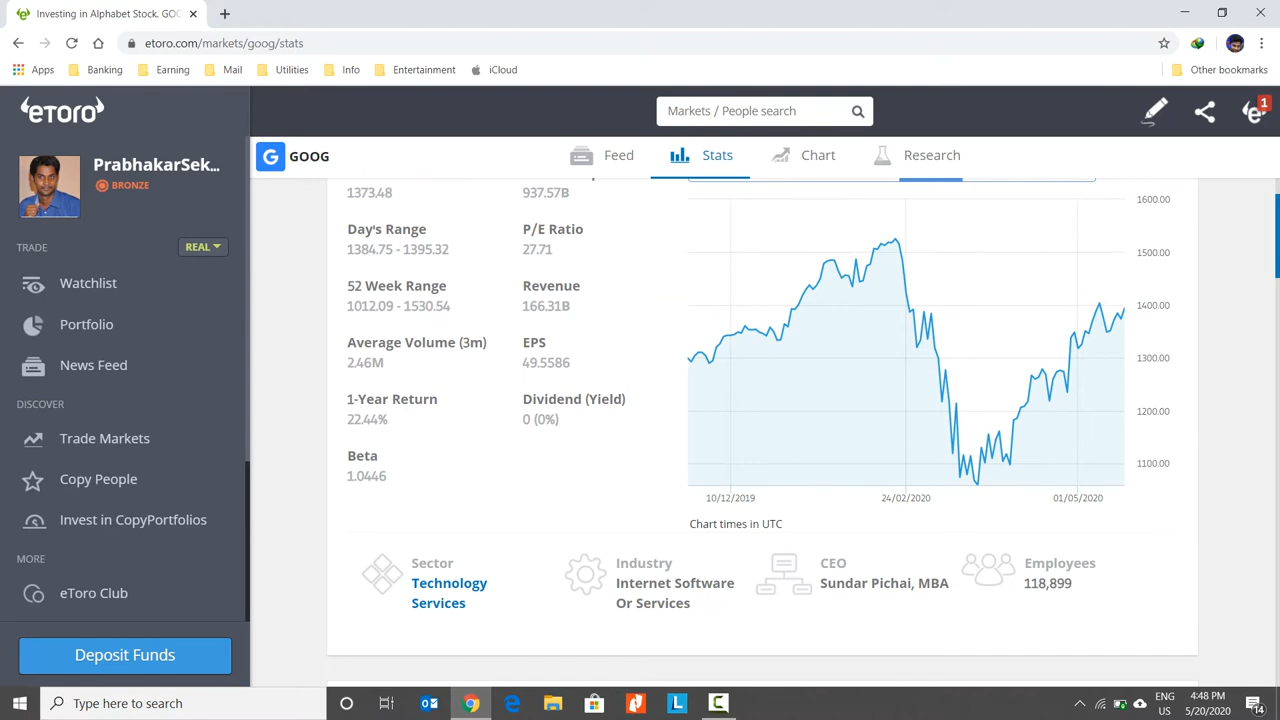 Investing in Alphabet Stock. GOO
etoro.com/markets/goog/stats
Apps
Banking
Earning
Mail
Utilities
Info
Entertainment
iCloud
Other bookmarks
eToro
Markets / People search
1
PrabhakarSek...
BRONZE
G GOOG
Feed
Stats
Chart
Research
TRADE
REAL
Watchlist
Portfolio
News Feed
DISCOVER
Trade Markets
Copy People
Invest in CopyPortfolios
MORE
eToro Club
Deposit Funds
1373.48
937.57B
Day's Range
P/E Ratio
1384.75 - 1395.32
27.71
52 Week Range
Revenue
1012.09 - 1530.54
166.31B
Average Volume (3m)
EPS
2.46M
49.5586
1-Year Return
Dividend (Yield)
22.44%
0 (0%)
Beta
1.0446
1600.00
1500.00
1400.00
1300.00
1200.00
1100.00
10/12/2019
24/02/2020
01/05/2020
Chart times in UTC
Sector
Technology
Services
Industry
Internet Software
Or Services
CEO
Sundar Pichai, MBA
Employees
118,899
Type here to search
ENG
US
4:48 PM
5/20/2020
14